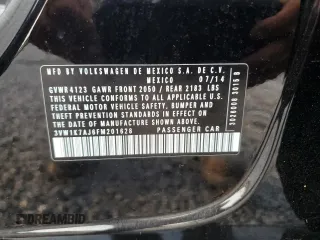 MFD BY VOLKSWAGEN DE MEXICO S.A. DE C.V.
MEXICO 07/14
GVWR 4123 GAWR FRONT 2050 / REAR 2183 LBS
THIS VEHICLE CONFORMS TO ALL APPLICABLE U.S.
FEDERAL MOTOR VEHICLE SAFETY, BUMPER AND
THEFT PREVENTION STANDARDS IN EFFECT ON THE
DATE OF MANUFACTURE SHOWN ABOVE.
3VW1K7AJ6FM201628 PASSENGER CAR
DREAMBID